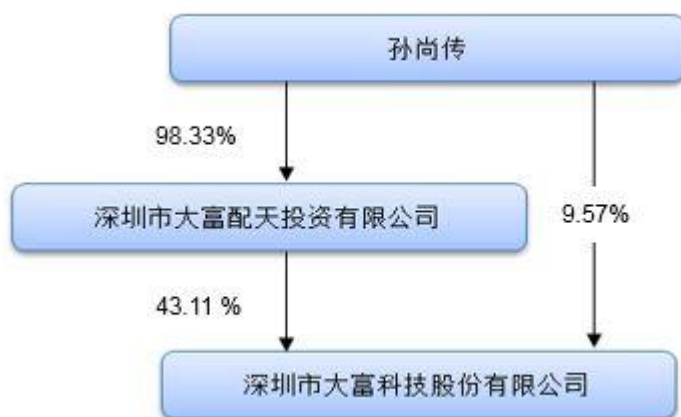 孙尚传
98.33%
深圳市大富配天投资有限公司
9.57%
43.11 %
深圳市大富科技股份有限公司